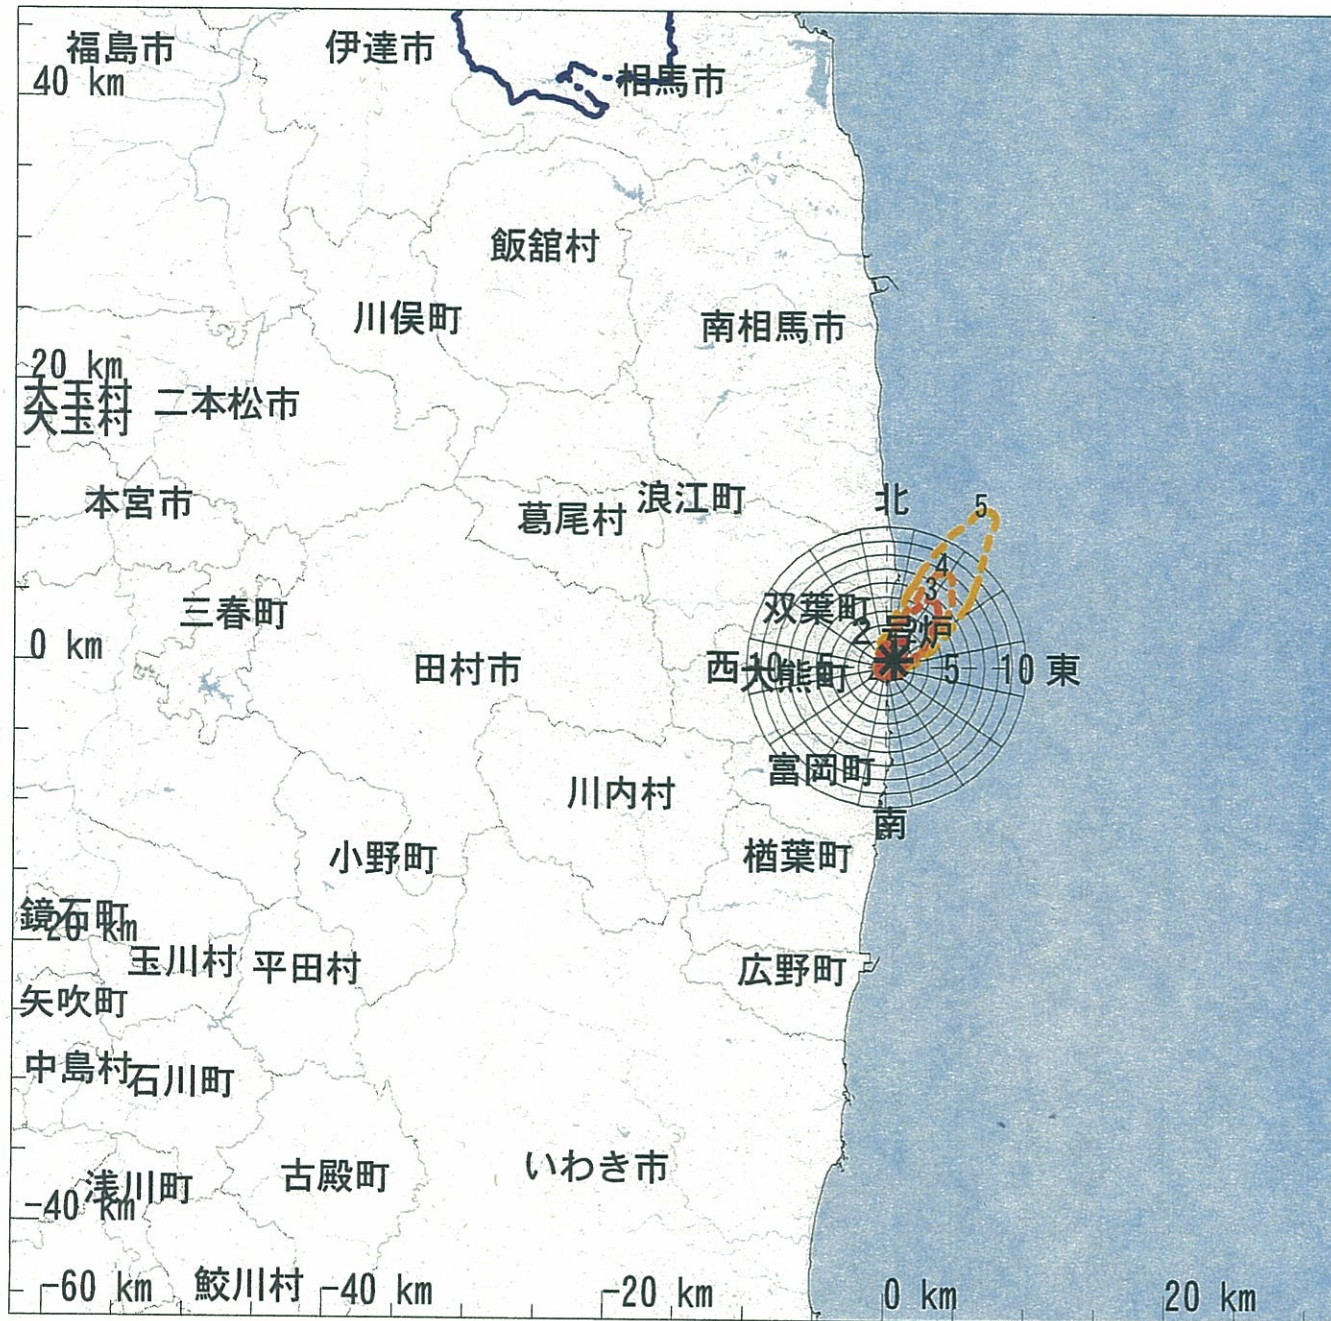 福島市
伊達市
相馬市
40 km
飯舘村
川俣町
南相馬市
20 km
大玉村
大玉村
二本松市
本宮市
葛尾村
浪江町
北
5
4
3
双葉町
三春町
2号炉
0 km
田村市
西
10
5
大熊町
5
10
東
富岡町
川内村
南
小野町
楢葉町
鏡石町
-20 km
玉川村
平田村
広野町
矢吹町
中島村
石川町
いわき市
古殿町
浅川町
-40 km
-60 km
鮫川村
-40 km
-20 km
0 km
20 km